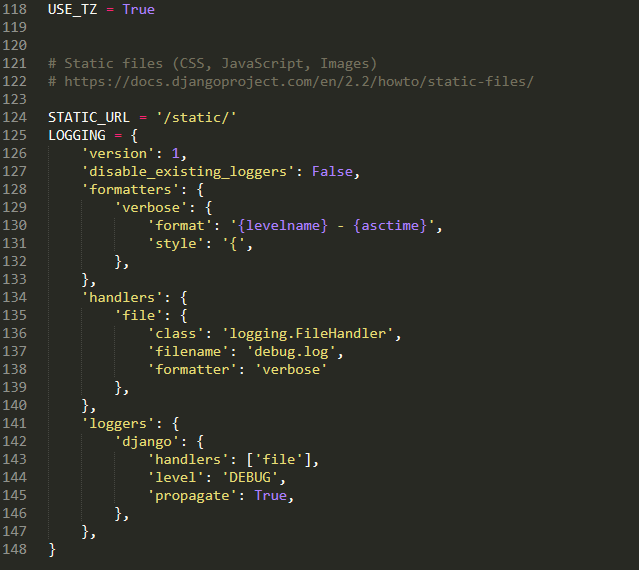 118 USE_TZ = True
119
120
121 # Static files (CSS, JavaScript, Images)
122 # https://docs.djangoproject.com/en/2.2/howto/static-files/
123
124 STATIC_URL = '/static/'
125 LOGGING = {
126     'version': 1,
127     'disable_existing_loggers': False,
128     'formatters': {
129         'verbose': {
130             'format': '{levelname} - {asctime}',
131             'style': '{',
132         },
133     },
134     'handlers': {
135         'file': {
136             'class': 'logging.FileHandler',
137             'filename': 'debug.log',
138             'formatter': 'verbose'
139         },
140     },
141     'loggers': {
142         'django': {
143             'handlers': ['file'],
144             'level': 'DEBUG',
145             'propagate': True,
146         },
147     },
148 }